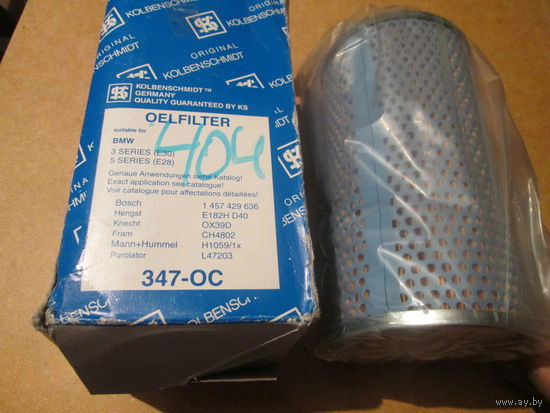 ORIGINAL
KOLBENSCHMIDT
ORIGINAL
KOLBENSCHMIDT
KS KOLBENSCHMIDT™
GERMANY
QUALITY GUARANTEED BY KS
OELFILTER
suitable for
BMW
3 SERIES (E30)
5 SERIES (E28)
404
Genaue Anwendungen siehe Katalog!
Exact application see catalogue!
Voir catalogue pour affectations détaillées!
Bosch 1 457 429 636
Hengst E182H D40
Knecht OX39D
Fram CH4802
Mann+Hummel H1059/1x
Purolator L47203
347-OC
KOLBENSCHMIDT
www.ay.by